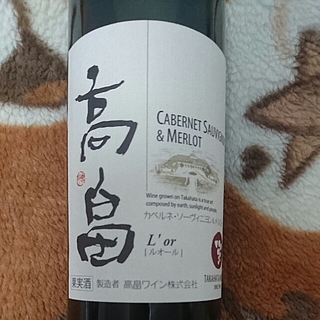 高畠
CABERNET SAUVIGNON
& MERLOT
Wine grown on Takahata is a true art
composed by earth, sunlight and people.
カベルネ・ソーヴィニヨン&メルロ
L'or
[ルオール]
果実酒 製造者 高畠ワイン株式会社